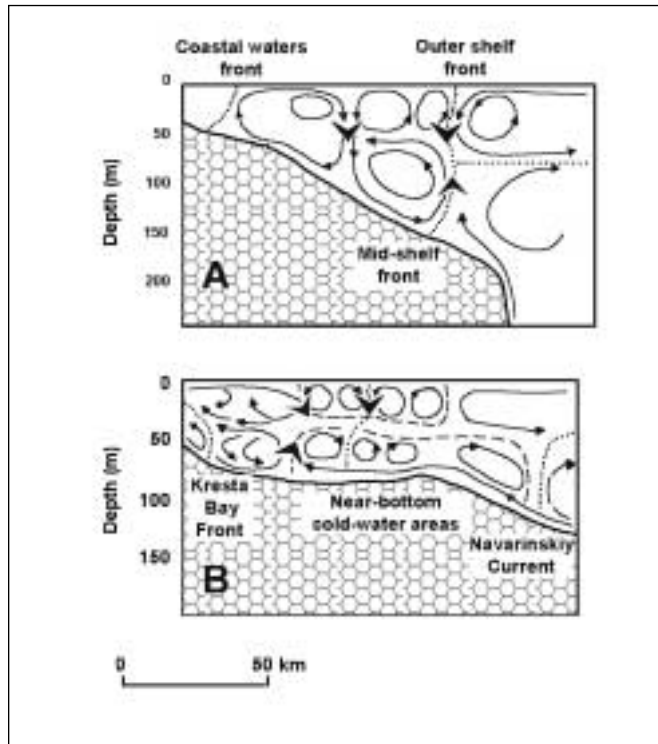 Coastal waters
front
Outer shelf
front
0
50
100
150
200
Depth (m)
Mid-shelf
front
A
0
50
100
150
Depth (m)
Kresta
Bay
Front
Near-bottom
cold-water areas
Navarinskiy
Current
B
0
50 km